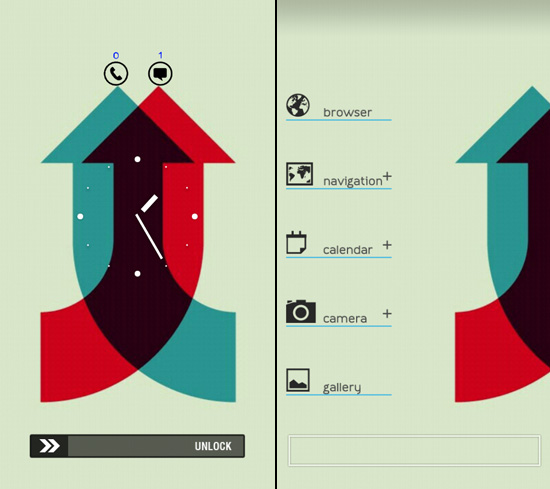 0 1
browser
navigation+
calendar +
camera +
gallery
UNLOCK